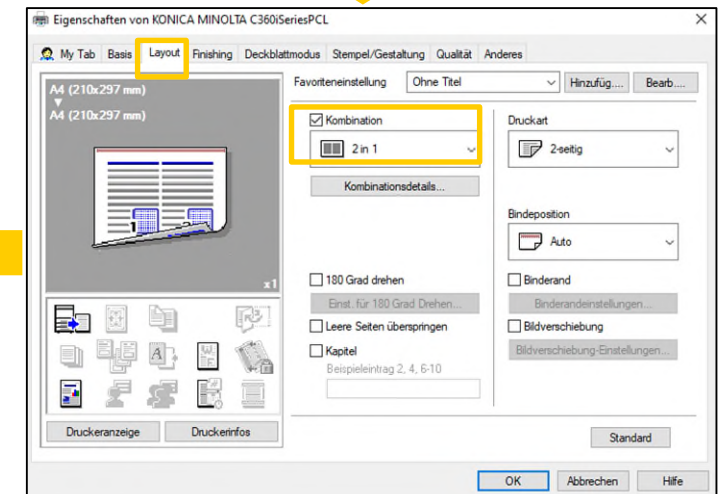 Eigenschaften von KONICA MINOLTA C360iSeriesPCL
My Tab Basis Layout Finishing Deckblattmodus Stempel/Gestaltung Qualität Anderes
A4 (210x297 mm)
A4 (210x297 mm)
1 2
x1
Druckeranzeige Druckerinfos
Favoriteneinstellung Ohne Titel Hinzufüg.... Bearb....
Kombination
2 in 1
Kombinationsdetails...
180 Grad drehen
Einst. für 180 Grad Drehen...
Leere Seiten überspringen
Kapitel
Beispieleintrag 2, 4, 6-10
Druckart
2-seitig
Bindeposition
Auto
Binderand
Binderandeinstellungen...
Bildverschiebung
Bildverschiebung-Einstellungen...
Standard
OK Abbrechen Hilfe